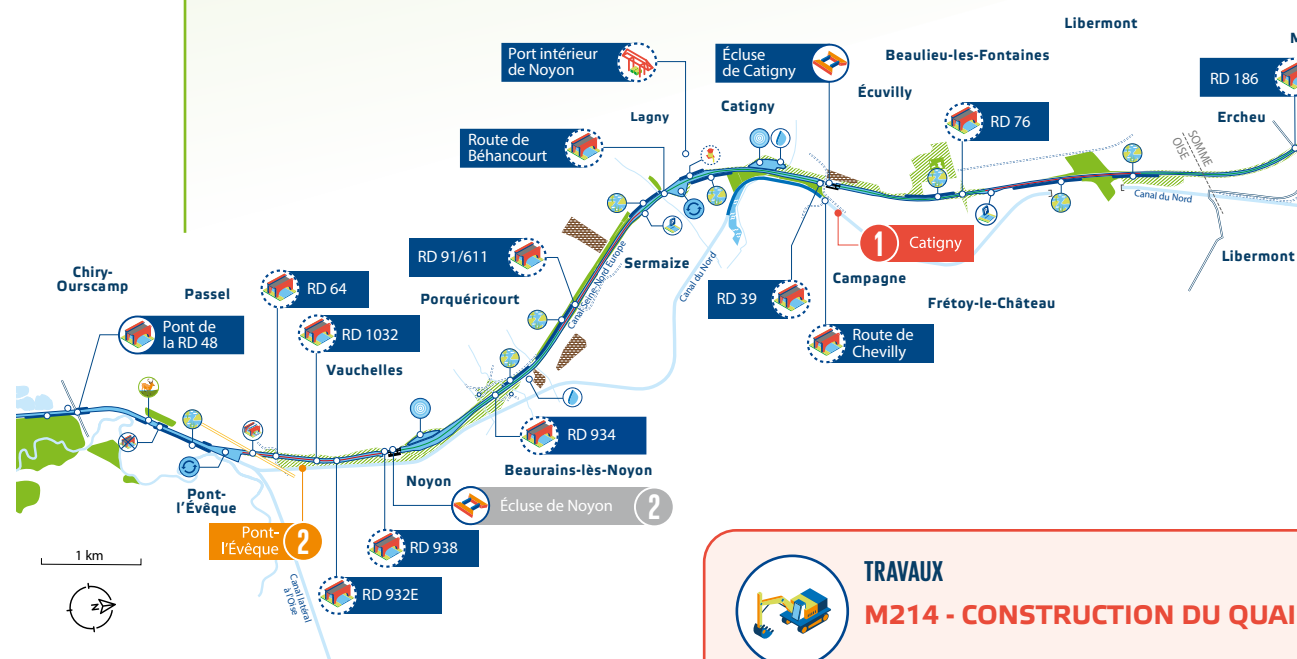 Libermont
M
Port intérieur
de Noyon
Écluse
de Catigny
Beaulieu-les-Fontaines
RD 186
Écuvilly
Catigny
Lagny
RD 76
Ercheu
Route de
Béhancourt
SOMME
OISE
Canal du Nord
1 Catigny
RD 91/611
Sermaize
Canal Seine-Nord Europe
Canal du Nord
Libermont
Chiry-
Ourscamp
Passel
RD 64
Porquéricourt
RD 39
Campagne
Frétoy-le-Château
Pont de
la RD 48
RD 1032
Route de
Chevilly
Vauchelles
RD 934
Beaurains-lès-Noyon
Noyon
Pont-
l'Évêque
Écluse de Noyon 2
Pont-
l'Évêque 2
RD 938
1 km
Canal latéral
à l'Oise
RD 932E
Z
TRAVAUX
M214 - CONSTRUCTION DU QUAI